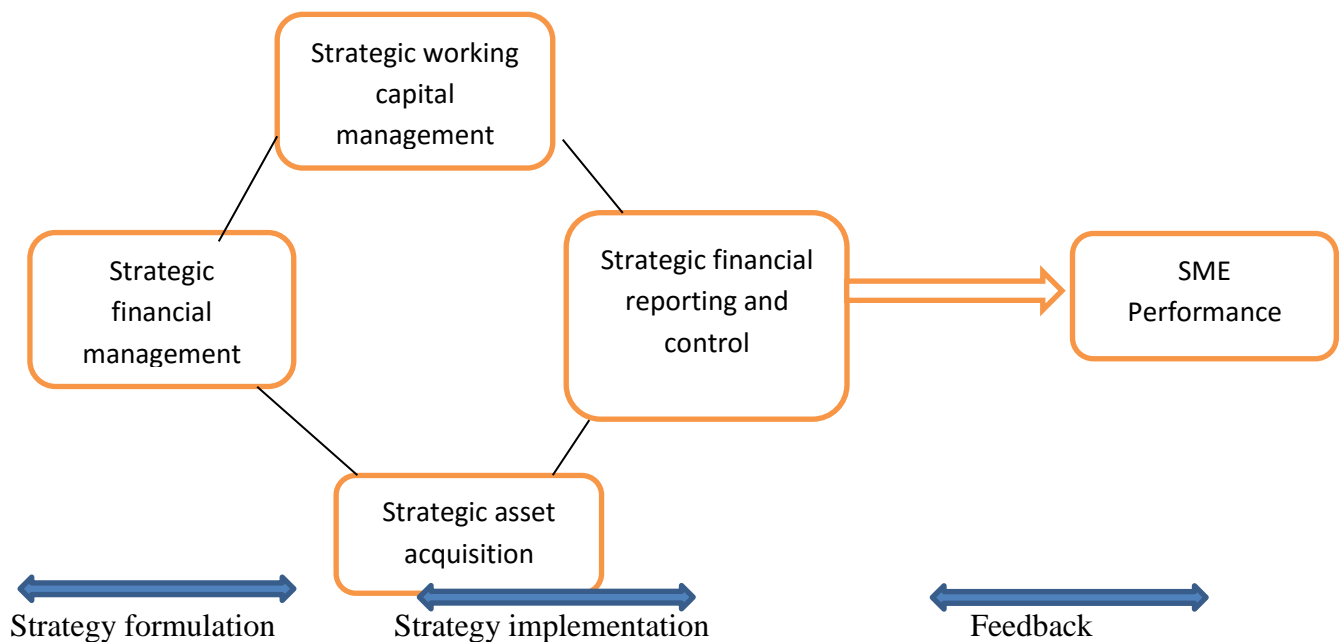 Strategic working
capital
management
Strategic
financial
management
Strategic financial
reporting and
control
SME
Performance
Strategic asset
acquisition
Strategy formulation
Strategy implementation
Feedback